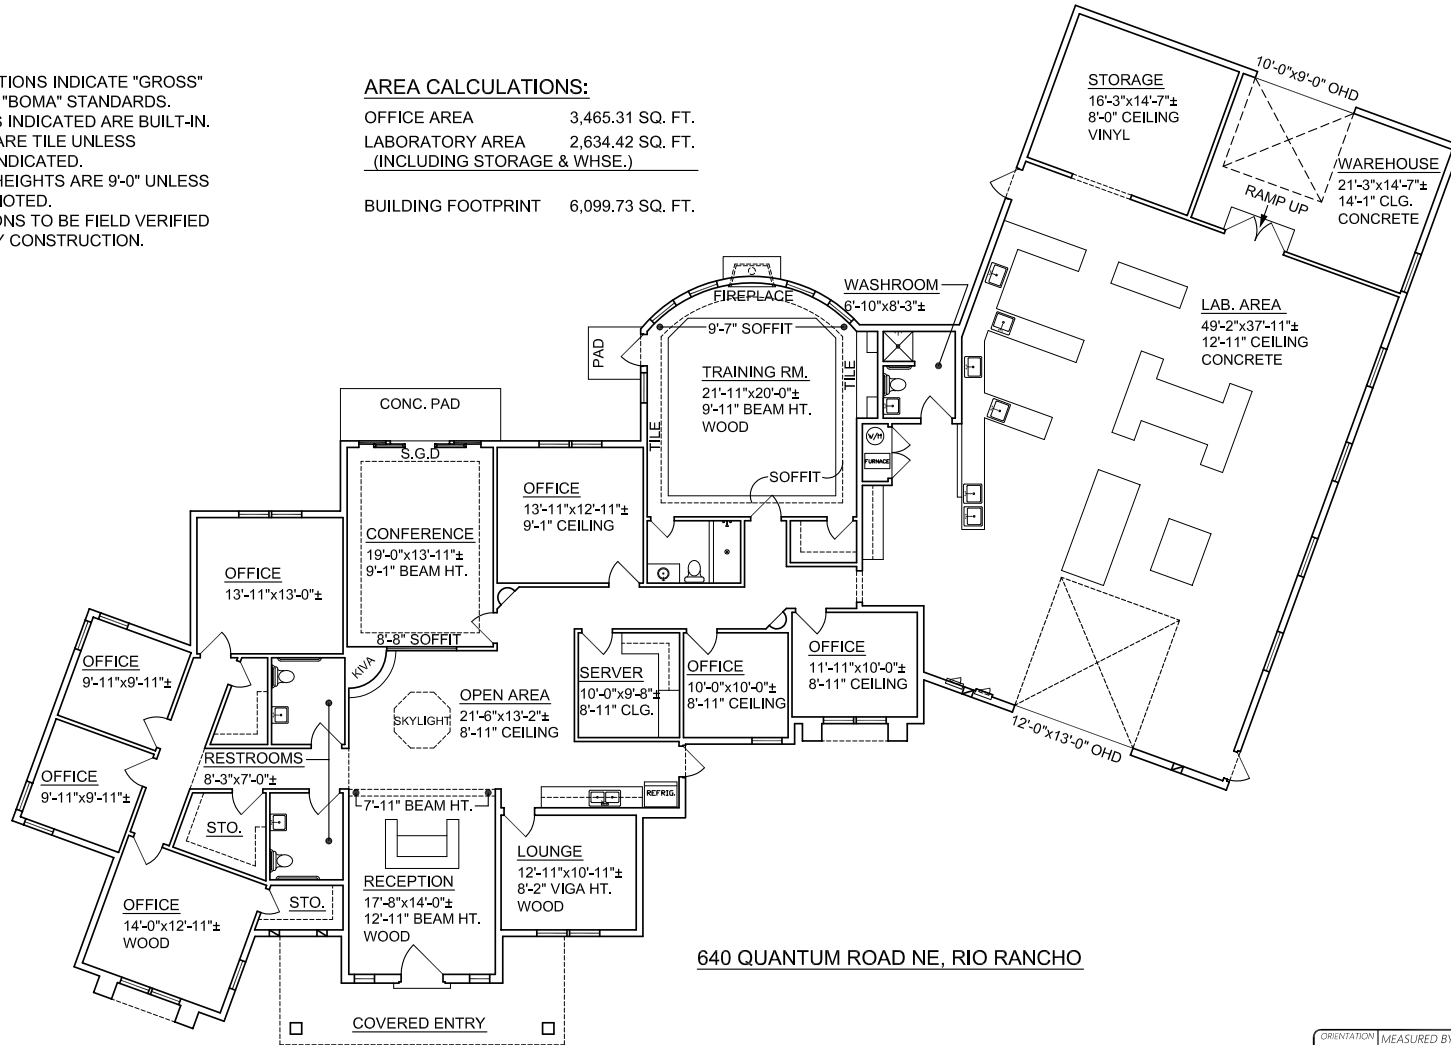 TIONS INDICATE "GROSS"
"BOMA" STANDARDS.
S INDICATED ARE BUILT-IN.
ARE TILE UNLESS
NDICATED.
HEIGHTS ARE 9'-0" UNLESS
OTED.
ONS TO BE FIELD VERIFIED
Y CONSTRUCTION.
AREA CALCULATIONS:
OFFICE AREA 3,465.31 SQ. FT.
LABORATORY AREA 2,634.42 SQ. FT.
(INCLUDING STORAGE & WHSE.)
BUILDING FOOTPRINT 6,099.73 SQ. FT.
STORAGE
16'-3"x14'-7"±
8'-0" CEILING
VINYL
10'-0"x9'-0" OHD
WAREHOUSE
21'-3"x14'-7"±
14'-1" CLG.
CONCRETE
RAMP UP
LAB. AREA
49'-2"x37'-11"±
12'-11" CEILING
CONCRETE
WASHROOM
6'-10"x8'-3"±
FIREPLACE
9'-7" SOFFIT
PAD
TRAINING RM.
21'-11"x20'-0"±
9'-11" BEAM HT.
WOOD
TILE
TILE
SOFFIT
W/H
FURNACE
CONC. PAD
S.G.D
CONFERENCE
19'-0"x13'-11"±
9'-1" BEAM HT.
8'-8" SOFFIT
OFFICE
13'-11"x12'-11"±
9'-1" CEILING
OFFICE
13'-11"x13'-0"±
OFFICE
9'-11"x9'-11"±
OFFICE
9'-11"x9'-11"±
KIVA
SKYLIGHT
OPEN AREA
21'-6"x13'-2"±
8'-11" CEILING
SERVER
10'-0"x9'-8"±
8'-11" CLG.
OFFICE
10'-0"x10'-0"±
8'-11" CEILING
OFFICE
11'-11"x10'-0"±
8'-11" CEILING
12'-0"x13'-0" OHD
RESTROOMS
8'-3"x7'-0"±
7'-11" BEAM HT.
REFRIG.
STO.
STO.
OFFICE
14'-0"x12'-11"±
WOOD
RECEPTION
17'-8"x14'-0"±
12'-11" BEAM HT.
WOOD
LOUNGE
12'-11"x10'-11"±
8'-2" VIGA HT.
WOOD
COVERED ENTRY
640 QUANTUM ROAD NE, RIO RANCHO
ORIENTATION MEASURED BY